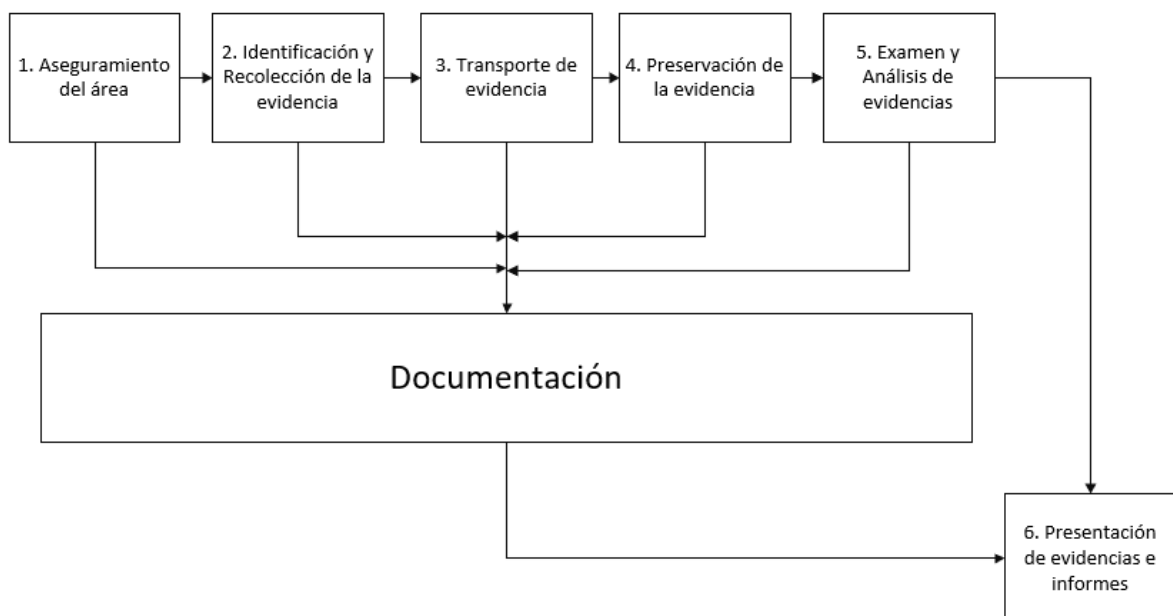 1. Aseguramiento
del área
2. Identificación y
Recolección de la
evidencia
3. Transporte de
evidencia
4. Preservación de
la evidencia
5. Examen y
Análisis de
evidencias
Documentación
6. Presentación
de evidencias e
informes